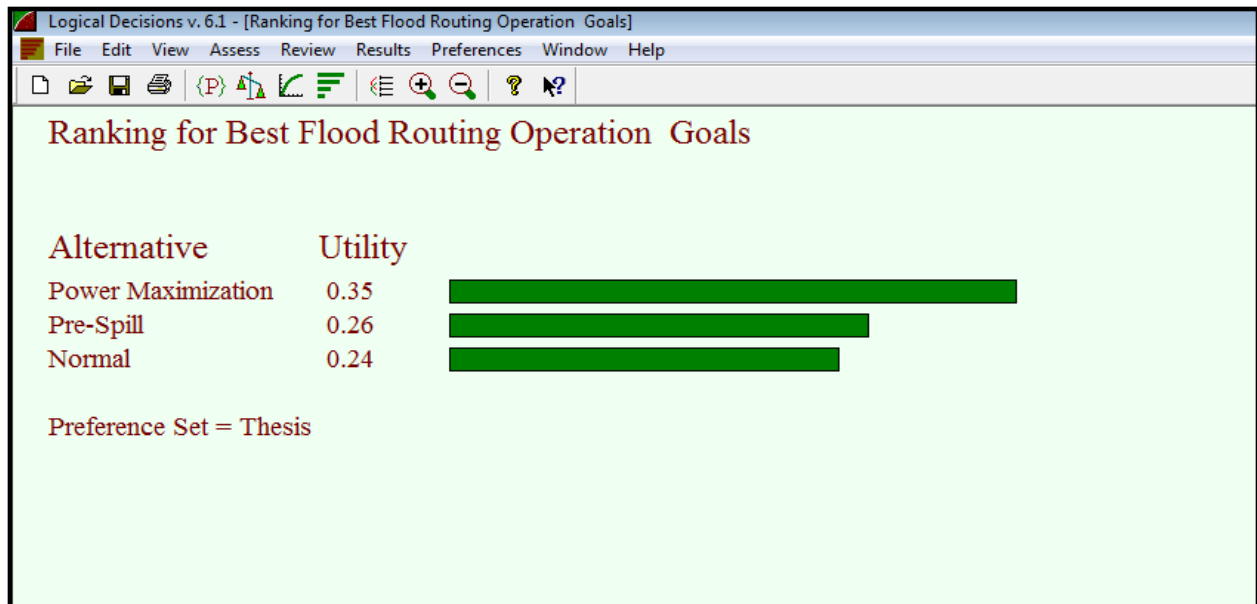 Logical Decisions v. 6.1 - [Ranking for Best Flood Routing Operation  Goals]
File Edit View Assess Review Results Preferences Window Help
{P} ? ?
Ranking for Best Flood Routing Operation  Goals
Alternative Utility
Power Maximization 0.35
Pre-Spill 0.26
Normal 0.24
Preference Set = Thesis